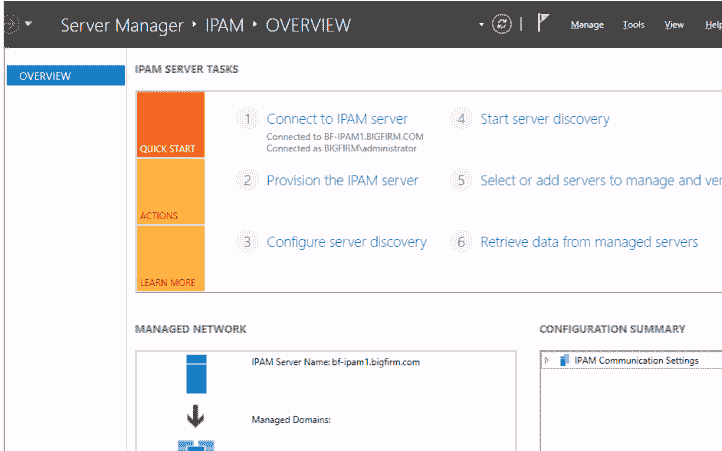 Server Manager ‣ IPAM ‣ OVERVIEW
Manage Tools View Help
OVERVIEW
IPAM SERVER TASKS
QUICK START
ACTIONS
LEARN MORE
1 Connect to IPAM server
Connected to BF-IPAM1.BIGFIRM.COM
Connected as BIGFIRM\administrator
2 Provision the IPAM server
3 Configure server discovery
4 Start server discovery
5 Select or add servers to manage and ver
6 Retrieve data from managed servers
MANAGED NETWORK
IPAM Server Name: bf-ipam1.bigfirm.com
Managed Domains:
CONFIGURATION SUMMARY
IPAM Communication Settings